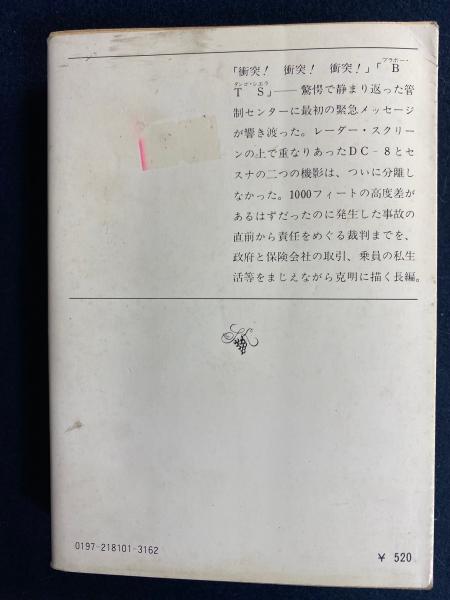 「衝突！　衝突！　衝突！」「B
T　S」── 驚愕で静まり返った管
制センターに最初の緊急メッセージ
が響き渡った。レーダー・スクリー
ンの上で重なりあったDC－8とセ
スナの二つの機影は、ついに分離し
なかった。1000フィートの高度差が
あるはずだったのに発生した事故の
直前から責任をめぐる裁判までを、
政府と保険会社の取引、乗員の私生
活等をまじえながら克明に描く長編。
0197-218101-3162
¥ 520